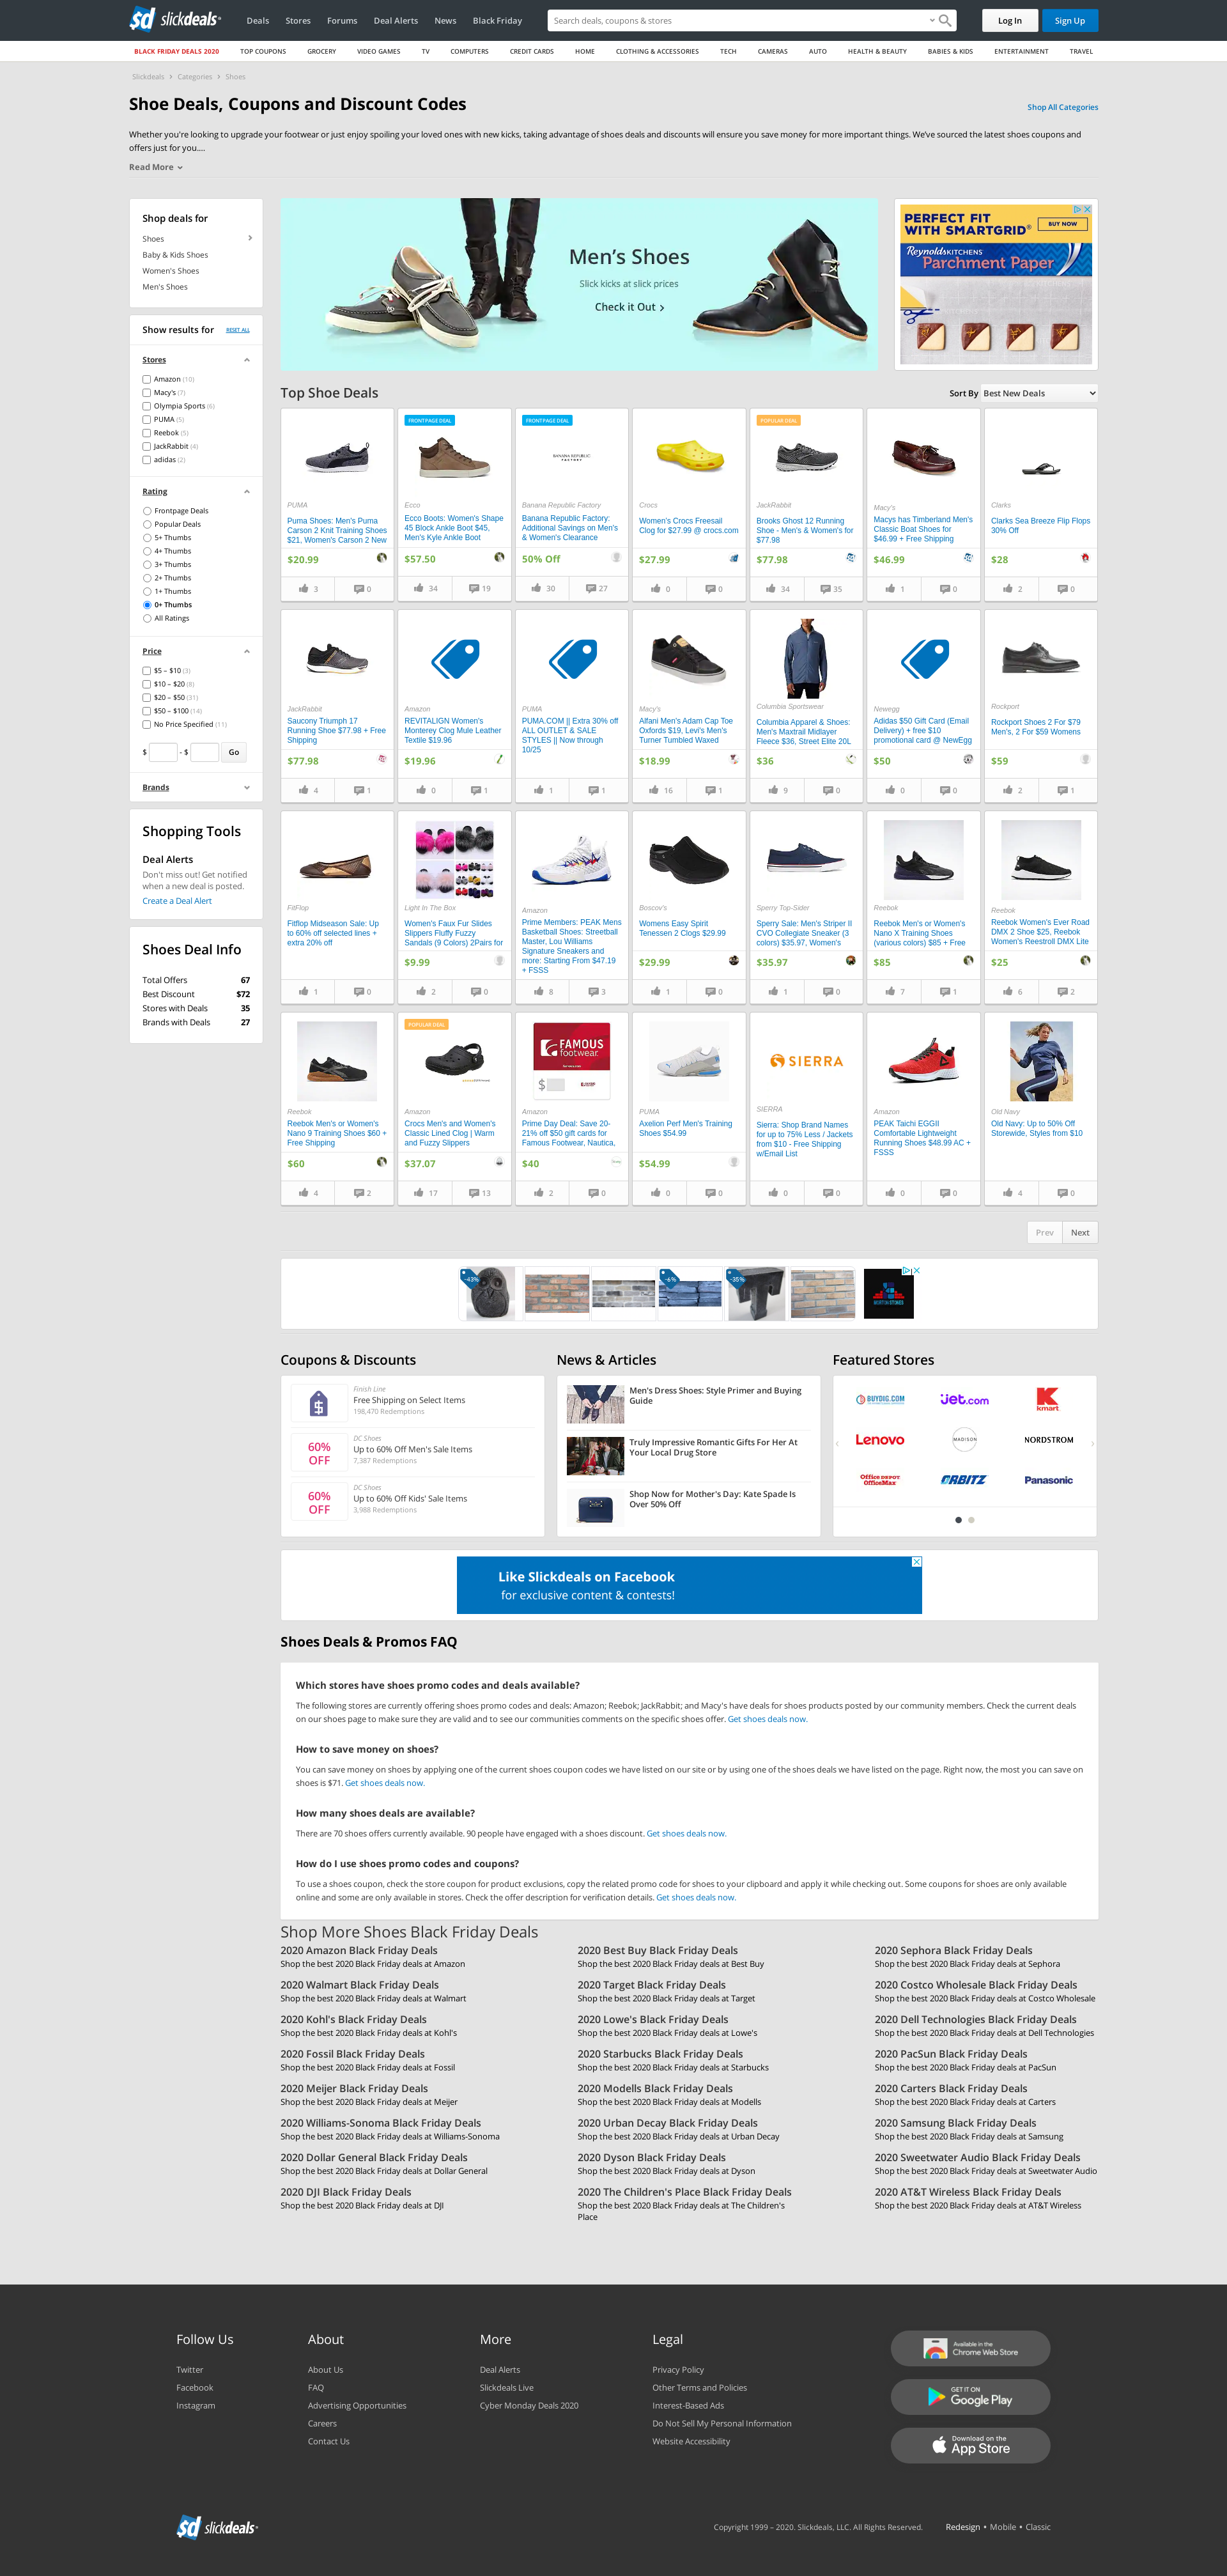 slickdeals
Deals Stores Forums Deal Alerts News Black Friday
Search deals, coupons & stores
Log In
Sign Up
BLACK FRIDAY DEALS 2020 TOP COUPONS GROCERY VIDEO GAMES TV COMPUTERS CREDIT CARDS HOME CLOTHING & ACCESSORIES TECH CAMERAS AUTO HEALTH & BEAUTY BABIES & KIDS ENTERTAINMENT TRAVEL
Slickdeals › Categories › Shoes
Shoe Deals, Coupons and Discount Codes
Shop All Categories
Whether you're looking to upgrade your footwear or just enjoy spoiling your loved ones with new kicks, taking advantage of shoes deals and discounts will ensure you save money for more important things. We've sourced the latest shoes coupons and
offers just for you....
Read More
Shop deals for
Shoes
Baby & Kids Shoes
Women's Shoes
Men's Shoes
Show results for
RESET ALL
Stores
Amazon (10)
Macy's (7)
Olympia Sports (6)
PUMA (5)
Reebok (5)
JackRabbit (4)
adidas (2)
Rating
Frontpage Deals
Popular Deals
5+ Thumbs
4+ Thumbs
3+ Thumbs
2+ Thumbs
1+ Thumbs
0+ Thumbs
All Ratings
Price
$5 – $10 (3)
$10 – $20 (8)
$20 – $50 (31)
$50 – $100 (14)
No Price Specified (11)
$ - $ Go
Brands
Shopping Tools
Deal Alerts
Don't miss out! Get notified
when a new deal is posted.
Create a Deal Alert
Shoes Deal Info
Total Offers 67
Best Discount $72
Stores with Deals 35
Brands with Deals 27
Men's Shoes
Slick kicks at slick prices
Check it Out ›
PERFECT FIT
WITH SMARTGRID®
BUY NOW
Reynolds KITCHENS
Parchment Paper
Top Shoe Deals
Sort By Best New Deals
PUMA
Puma Shoes: Men's Puma
Carson 2 Knit Training Shoes
$21, Women's Carson 2 New
$20.99
3 0
FRONTPAGE DEAL
Ecco
Ecco Boots: Women's Shape
45 Block Ankle Boot $45,
Men's Kyle Ankle Boot
$57.50
34 19
FRONTPAGE DEAL
BANANA REPUBLIC
FACTORY
Banana Republic Factory
Banana Republic Factory:
Additional Savings on Men's
& Women's Clearance
50% Off
30 27
Crocs
Women's Crocs Freesail
Clog for $27.99 @ crocs.com
$27.99
0 0
POPULAR DEAL
JackRabbit
Brooks Ghost 12 Running
Shoe - Men's & Women's for
$77.98
$77.98
34 35
Macy's
Macys has Timberland Men's
Classic Boat Shoes for
$46.99 + Free Shipping
$46.99
1 0
Clarks
Clarks Sea Breeze Flip Flops
30% Off
$28
2 0
JackRabbit
Saucony Triumph 17
Running Shoe $77.98 + Free
Shipping
$77.98
4 1
Amazon
REVITALIGN Women's
Monterey Clog Mule Leather
Textile $19.96
$19.96
0 1
PUMA
PUMA.COM || Extra 30% off
ALL OUTLET & SALE
STYLES || Now through
10/25
1 1
Macy's
Alfani Men's Adam Cap Toe
Oxfords $19, Levi's Men's
Turner Tumbled Waxed
$18.99
16 1
Columbia Sportswear
Columbia Apparel & Shoes:
Men's Maxtrail Midlayer
Fleece $36, Street Elite 20L
$36
9 0
Newegg
Adidas $50 Gift Card (Email
Delivery) + free $10
promotional card @ NewEgg
$50
0 0
Rockport
Rockport Shoes 2 For $79
Men's, 2 For $59 Womens
$59
2 1
FitFlop
Fitflop Midseason Sale: Up
to 60% off selected lines +
extra 20% off
1 0
Light In The Box
Women's Faux Fur Slides
Slippers Fluffy Fuzzy
Sandals (9 Colors) 2Pairs for
$9.99
2 0
Amazon
Prime Members: PEAK Mens
Basketball Shoes: Streetball
Master, Lou Williams
Signature Sneakers and
more: Starting From $47.19
+ FSSS
8 3
Boscov's
Womens Easy Spirit
Tenessen 2 Clogs $29.99
$29.99
1 0
Sperry Top-Sider
Sperry Sale: Men's Striper II
CVO Collegiate Sneaker (3
colors) $35.97, Women's
$35.97
1 0
Reebok
Reebok Men's or Women's
Nano X Training Shoes
(various colors) $85 + Free
$85
7 1
Reebok
Reebok Women's Ever Road
DMX 2 Shoe $25, Reebok
Women's Reestroll DMX Lite
$25
6 2
Reebok
Reebok Men's or Women's
Nano 9 Training Shoes $60 +
Free Shipping
$60
4 2
POPULAR DEAL
Amazon
Crocs Men's and Women's
Classic Lined Clog | Warm
and Fuzzy Slippers
$37.07
17 13
FAMOUS
footwear
$
Amazon
Prime Day Deal: Save 20-
21% off $50 gift cards for
Famous Footwear, Nautica,
$40
2 0
PUMA
Axelion Perf Men's Training
Shoes $54.99
$54.99
0 0
SIERRA
SIERRA
Sierra: Shop Brand Names
for up to 75% Less / Jackets
from $10 - Free Shipping
w/Email List
0 0
Amazon
PEAK Taichi EGGII
Comfortable Lightweight
Running Shoes $48.99 AC +
FSSS
0 0
Old Navy
Old Navy: Up to 50% Off
Storewide, Styles from $10
4 0
Prev Next
-43% -6% -35%
Coupons & Discounts
Finish Line
Free Shipping on Select Items
198,470 Redemptions
60%
OFF
DC Shoes
Up to 60% Off Men's Sale Items
7,387 Redemptions
60%
OFF
DC Shoes
Up to 60% Off Kids' Sale Items
3,988 Redemptions
News & Articles
Men's Dress Shoes: Style Primer and Buying
Guide
Truly Impressive Romantic Gifts For Her At
Your Local Drug Store
Shop Now for Mother's Day: Kate Spade Is
Over 50% Off
Featured Stores
BUYDIG.COM jet.com kmart
Lenovo MADISON NORDSTROM
Office DEPOT
OfficeMax ORBITZ Panasonic
Like Slickdeals on Facebook
for exclusive content & contests!
Shoes Deals & Promos FAQ
Which stores have shoes promo codes and deals available?
The following stores are currently offering shoes promo codes and deals: Amazon; Reebok; JackRabbit; and Macy's have deals for shoes products posted by our community members. Check the current deals
on our shoes page to make sure they are valid and to see our communities comments on the specific shoes offer. Get shoes deals now.
How to save money on shoes?
You can save money on shoes by applying one of the current shoes coupon codes we have listed on our site or by using one of the shoes deals we have listed on the page. Right now, the most you can save on
shoes is $71. Get shoes deals now.
How many shoes deals are available?
There are 70 shoes offers currently available. 90 people have engaged with a shoes discount. Get shoes deals now.
How do I use shoes promo codes and coupons?
To use a shoes coupon, check the store coupon for product exclusions, copy the related promo code for shoes to your clipboard and apply it while checking out. Some coupons for shoes are only available
online and some are only available in stores. Check the offer description for verification details. Get shoes deals now.
Shop More Shoes Black Friday Deals
2020 Amazon Black Friday Deals
Shop the best 2020 Black Friday deals at Amazon
2020 Best Buy Black Friday Deals
Shop the best 2020 Black Friday deals at Best Buy
2020 Sephora Black Friday Deals
Shop the best 2020 Black Friday deals at Sephora
2020 Walmart Black Friday Deals
Shop the best 2020 Black Friday deals at Walmart
2020 Target Black Friday Deals
Shop the best 2020 Black Friday deals at Target
2020 Costco Wholesale Black Friday Deals
Shop the best 2020 Black Friday deals at Costco Wholesale
2020 Kohl's Black Friday Deals
Shop the best 2020 Black Friday deals at Kohl's
2020 Lowe's Black Friday Deals
Shop the best 2020 Black Friday deals at Lowe's
2020 Dell Technologies Black Friday Deals
Shop the best 2020 Black Friday deals at Dell Technologies
2020 Fossil Black Friday Deals
Shop the best 2020 Black Friday deals at Fossil
2020 Starbucks Black Friday Deals
Shop the best 2020 Black Friday deals at Starbucks
2020 PacSun Black Friday Deals
Shop the best 2020 Black Friday deals at PacSun
2020 Meijer Black Friday Deals
Shop the best 2020 Black Friday deals at Meijer
2020 Modells Black Friday Deals
Shop the best 2020 Black Friday deals at Modells
2020 Carters Black Friday Deals
Shop the best 2020 Black Friday deals at Carters
2020 Williams-Sonoma Black Friday Deals
Shop the best 2020 Black Friday deals at Williams-Sonoma
2020 Urban Decay Black Friday Deals
Shop the best 2020 Black Friday deals at Urban Decay
2020 Samsung Black Friday Deals
Shop the best 2020 Black Friday deals at Samsung
2020 Dollar General Black Friday Deals
Shop the best 2020 Black Friday deals at Dollar General
2020 Dyson Black Friday Deals
Shop the best 2020 Black Friday deals at Dyson
2020 Sweetwater Audio Black Friday Deals
Shop the best 2020 Black Friday deals at Sweetwater Audio
2020 DJI Black Friday Deals
Shop the best 2020 Black Friday deals at DJI
2020 The Children's Place Black Friday Deals
Shop the best 2020 Black Friday deals at The Children's
Place
2020 AT&T Wireless Black Friday Deals
Shop the best 2020 Black Friday deals at AT&T Wireless
Follow Us
Twitter
Facebook
Instagram
About
About Us
FAQ
Advertising Opportunities
Careers
Contact Us
More
Deal Alerts
Slickdeals Live
Cyber Monday Deals 2020
Legal
Privacy Policy
Other Terms and Policies
Interest-Based Ads
Do Not Sell My Personal Information
Website Accessibility
Available in the
Chrome Web Store
GET IT ON
Google Play
Download on the
App Store
slickdeals
Copyright 1999 – 2020. Slickdeals, LLC. All Rights Reserved.
Redesign • Mobile • Classic